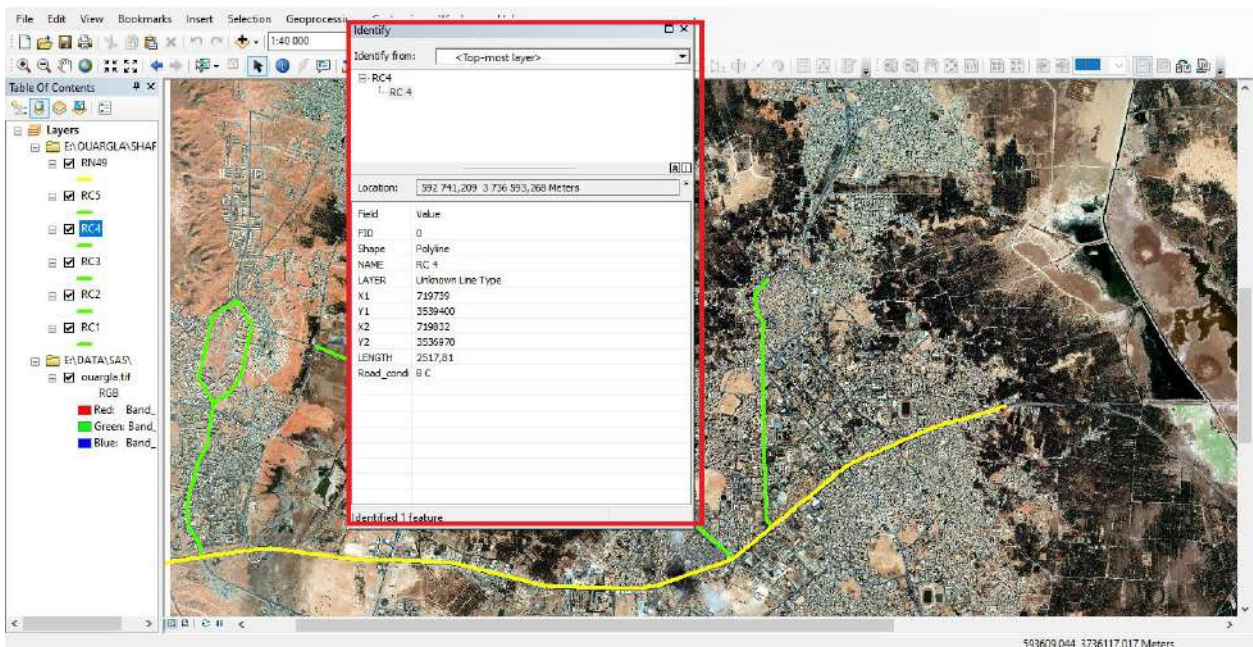 File Edit View Bookmarks Insert Selection Geoprocessin
1:40 000
Table Of Contents
Layers
E:\OUARGLA\SHAF
RN49
RC5
RC4
RC3
RC2
RC1
E:\DATA\SAS\
ouargla.tif
RGB
Red: Band_
Green: Band_
Blue: Band_
Identify
Identify from: <Top-most layer>
RC4
RC 4
Location: 592 741,209 3 736 593,268 Meters
Field Value
FID 0
Shape Polyline
NAME RC 4
LAYER Unknown Line Type
X1 719739
Y1 3539400
X2 719832
Y2 3536970
LENGTH 2517,81
Road_condi B C
Identified 1 feature
593609,044 3736117,017 Meters